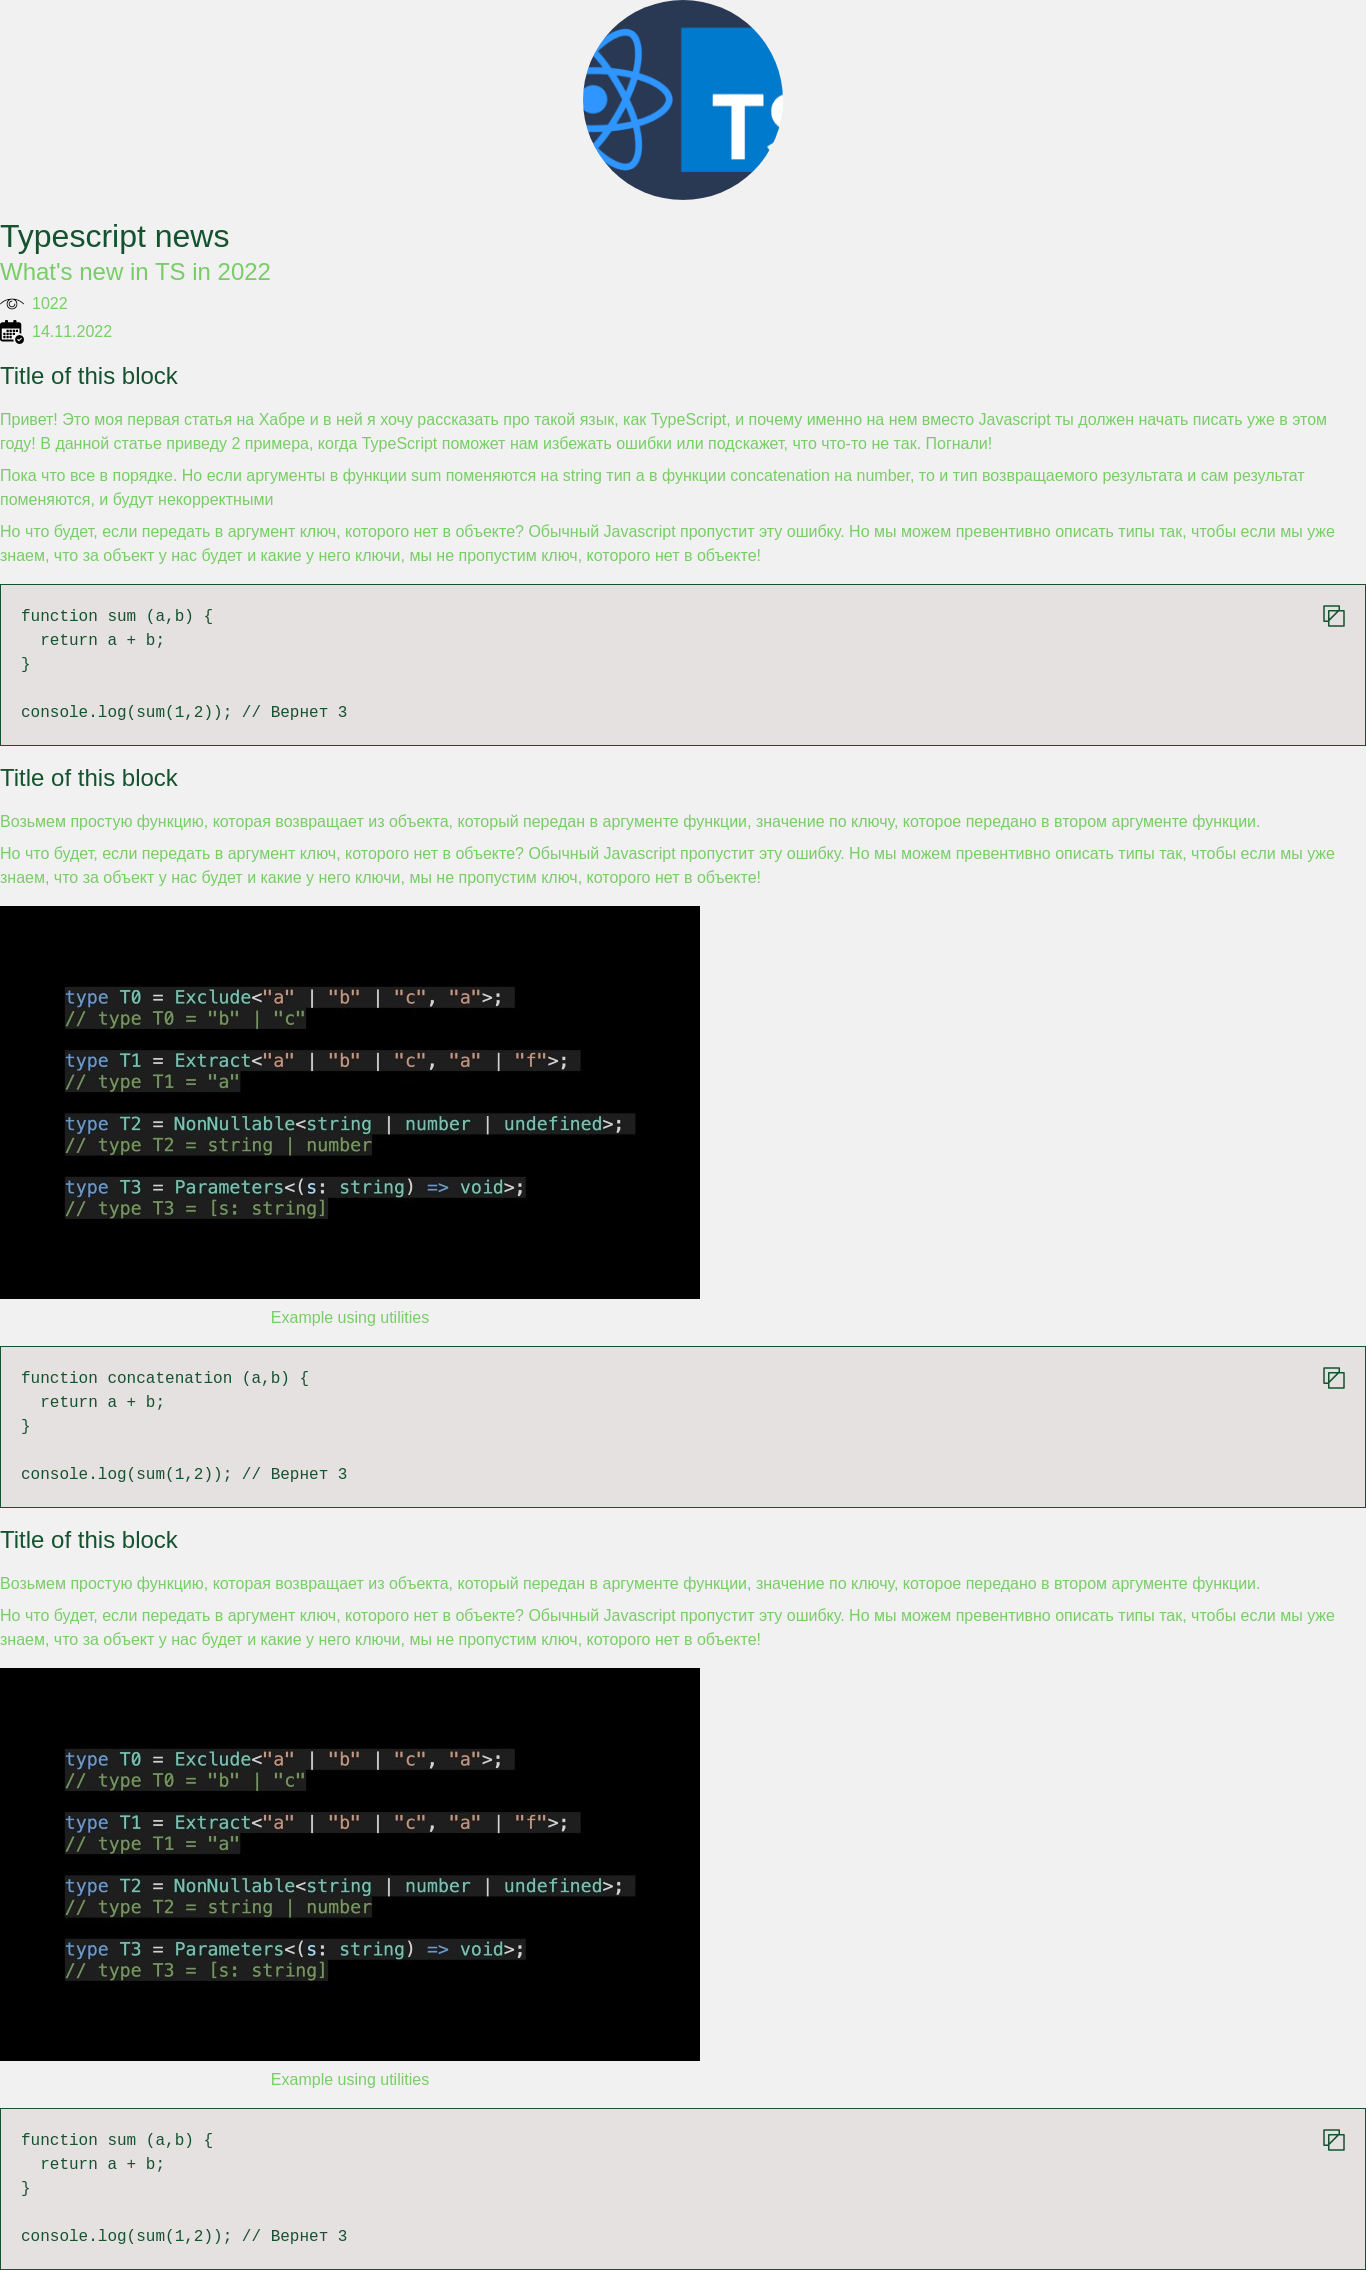 TS
Typescript news
What's new in TS in 2022
1022
14.11.2022
Title of this block
Привет! Это моя первая статья на Хабре и в ней я хочу рассказать про такой язык, как TypeScript, и почему именно на нем вместо Javascript ты должен начать писать уже в этом
году! В данной статье приведу 2 примера, когда TypeScript поможет нам избежать ошибки или подскажет, что что-то не так. Погнали!
Пока что все в порядке. Но если аргументы в функции sum поменяются на string тип а в функции concatenation на number, то и тип возвращаемого результата и сам результат
поменяются, и будут некорректными
Но что будет, если передать в аргумент ключ, которого нет в объекте? Обычный Javascript пропустит эту ошибку. Но мы можем превентивно описать типы так, чтобы если мы уже
знаем, что за объект у нас будет и какие у него ключи, мы не пропустим ключ, которого нет в объекте!
function sum (a,b) {
  return a + b;
}
console.log(sum(1,2)); // Вернет 3
Title of this block
Возьмем простую функцию, которая возвращает из объекта, который передан в аргументе функции, значение по ключу, которое передано в втором аргументе функции.
Но что будет, если передать в аргумент ключ, которого нет в объекте? Обычный Javascript пропустит эту ошибку. Но мы можем превентивно описать типы так, чтобы если мы уже
знаем, что за объект у нас будет и какие у него ключи, мы не пропустим ключ, которого нет в объекте!
type T0 = Exclude<"a" | "b" | "c", "a">;
// type T0 = "b" | "c"
type T1 = Extract<"a" | "b" | "c", "a" | "f">;
// type T1 = "a"
type T2 = NonNullable<string | number | undefined>;
// type T2 = string | number
type T3 = Parameters<(s: string) => void>;
// type T3 = [s: string]
Example using utilities
function concatenation (a,b) {
  return a + b;
}
console.log(sum(1,2)); // Вернет 3
Title of this block
Возьмем простую функцию, которая возвращает из объекта, который передан в аргументе функции, значение по ключу, которое передано в втором аргументе функции.
Но что будет, если передать в аргумент ключ, которого нет в объекте? Обычный Javascript пропустит эту ошибку. Но мы можем превентивно описать типы так, чтобы если мы уже
знаем, что за объект у нас будет и какие у него ключи, мы не пропустим ключ, которого нет в объекте!
type T0 = Exclude<"a" | "b" | "c", "a">;
// type T0 = "b" | "c"
type T1 = Extract<"a" | "b" | "c", "a" | "f">;
// type T1 = "a"
type T2 = NonNullable<string | number | undefined>;
// type T2 = string | number
type T3 = Parameters<(s: string) => void>;
// type T3 = [s: string]
Example using utilities
function sum (a,b) {
  return a + b;
}
console.log(sum(1,2)); // Вернет 3